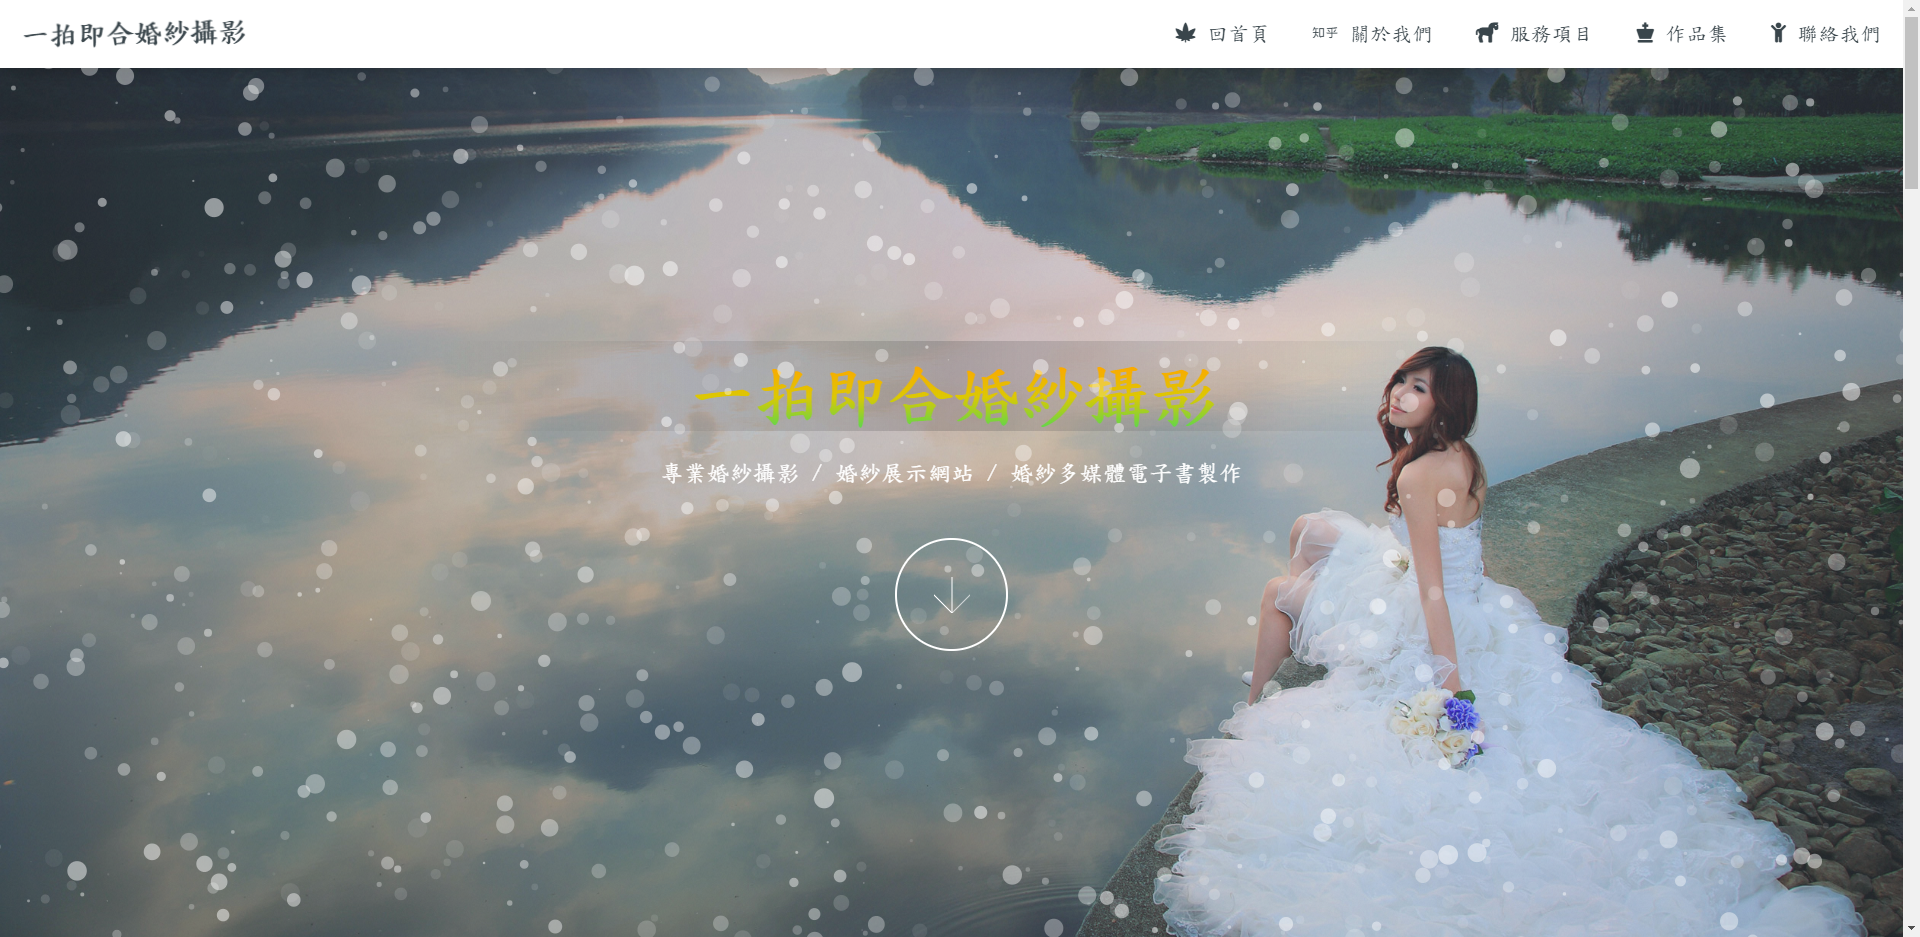 一拍即合婚紗攝影
回首頁
知乎 關於我們
服務項目
作品集
聯絡我們
一拍即合婚紗攝影
專業婚紗攝影 / 婚紗展示網站 / 婚紗多媒體電子書製作